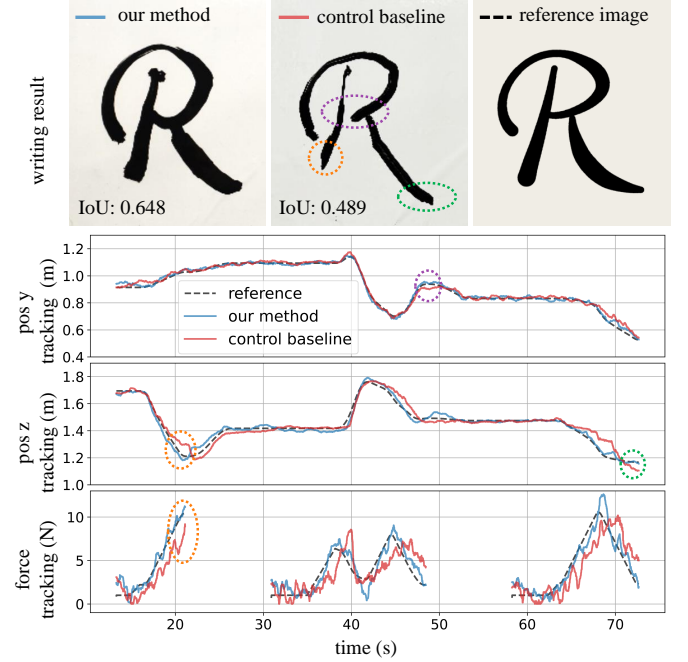 our method
control baseline
reference image
writing result
R
R
R
IoU: 0.648
IoU: 0.489
pos y
tracking (m)
1.2
1.0
0.8
0.6
0.4
reference
our method
control baseline
pos z
tracking (m)
1.8
1.6
1.4
1.2
1.0
force
tracking (N)
10
5
0
20
30
40
50
60
70
time (s)